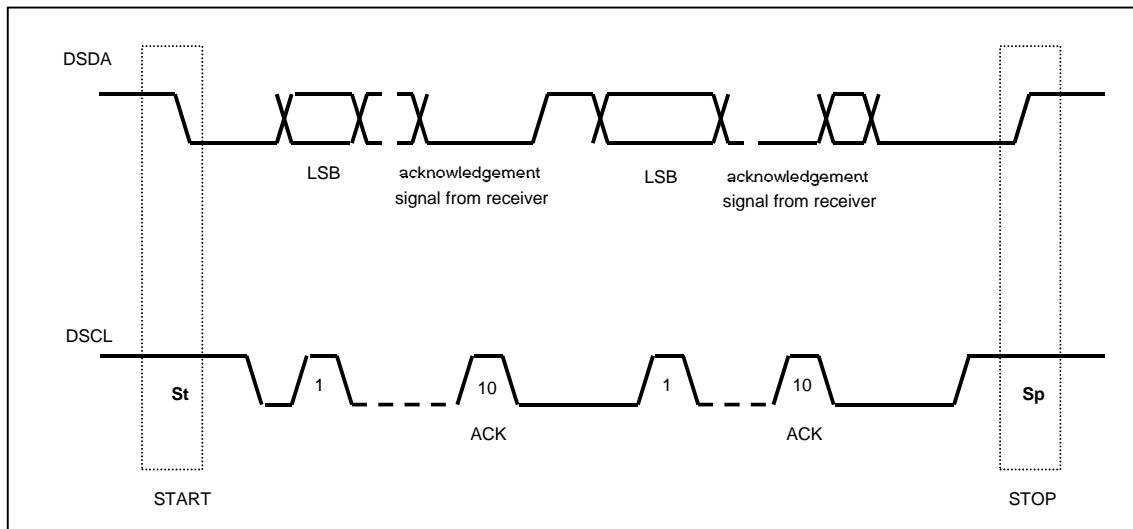 DSDA
LSB
acknowledgement
signal from receiver
LSB
acknowledgement
signal from receiver
DSCL
St
1
10
1
10
Sp
ACK
ACK
START
STOP